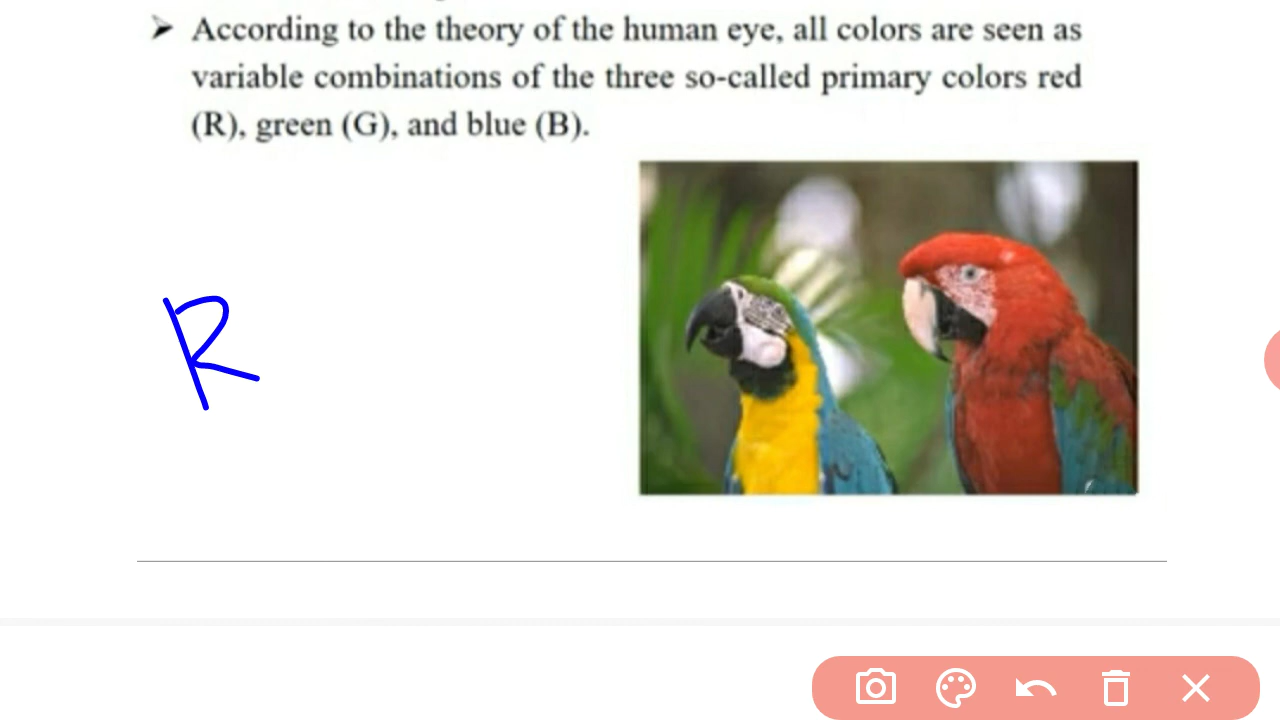 ➤ According to the theory of the human eye, all colors are seen as
variable combinations of the three so-called primary colors red
(R), green (G), and blue (B).
R